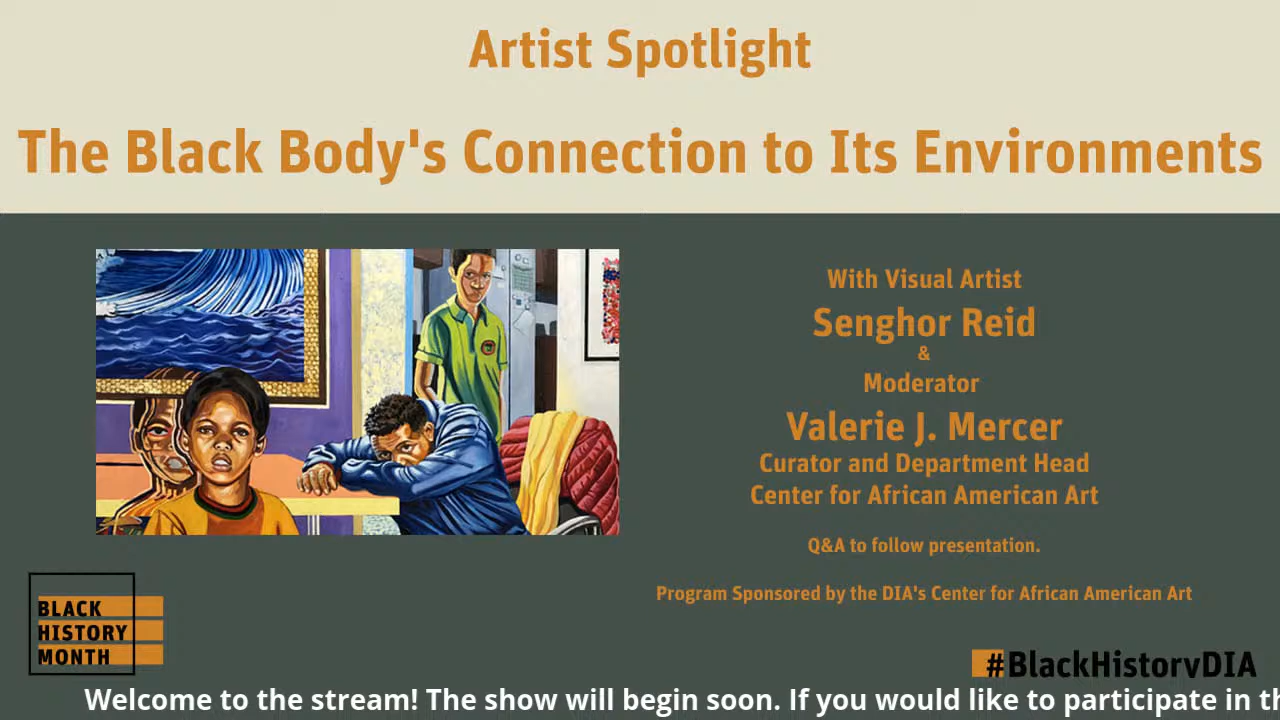 Artist Spotlight
The Black Body's Connection to Its Environments
With Visual Artist
Senghor Reid
&
Moderator
Valerie J. Mercer
Curator and Department Head
Center for African American Art
Q&A to follow presentation.
Program Sponsored by the DIA's Center for African American Art
BLACK
HISTORY
MONTH
#BlackHistoryDIA
Welcome to the stream! The show will begin soon. If you would like to participate in th